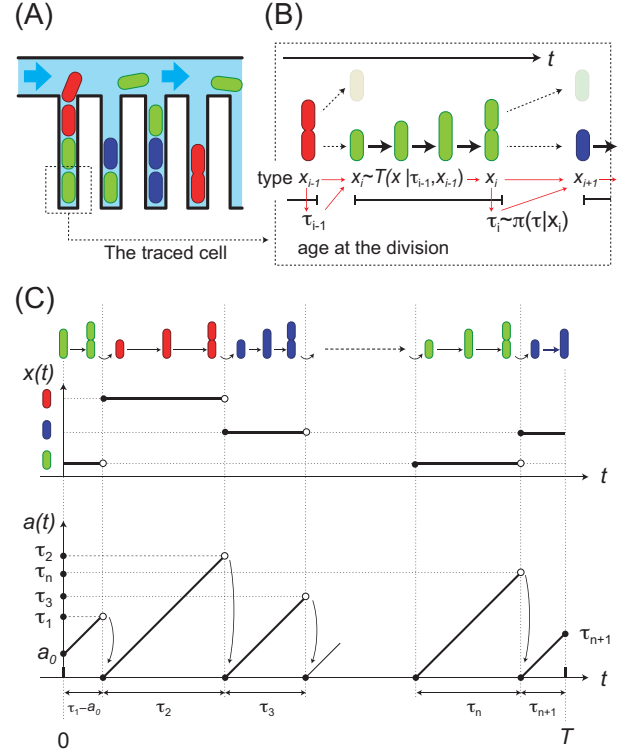 (A)
(B)
t
type x_{i-1}
x_i~T(x|τ_{i-1},x_{i-1})
x_i
x_{i+1}
τ_{i-1}
τ_i~π(τ|x_i)
The traced cell
age at the division
(C)
x(t)
t
a(t)
τ_2
τ_n
τ_3
τ_1
a_0
τ_{n+1}
t
τ_1-a_0
τ_2
τ_3
τ_n
τ_{n+1}
0
T